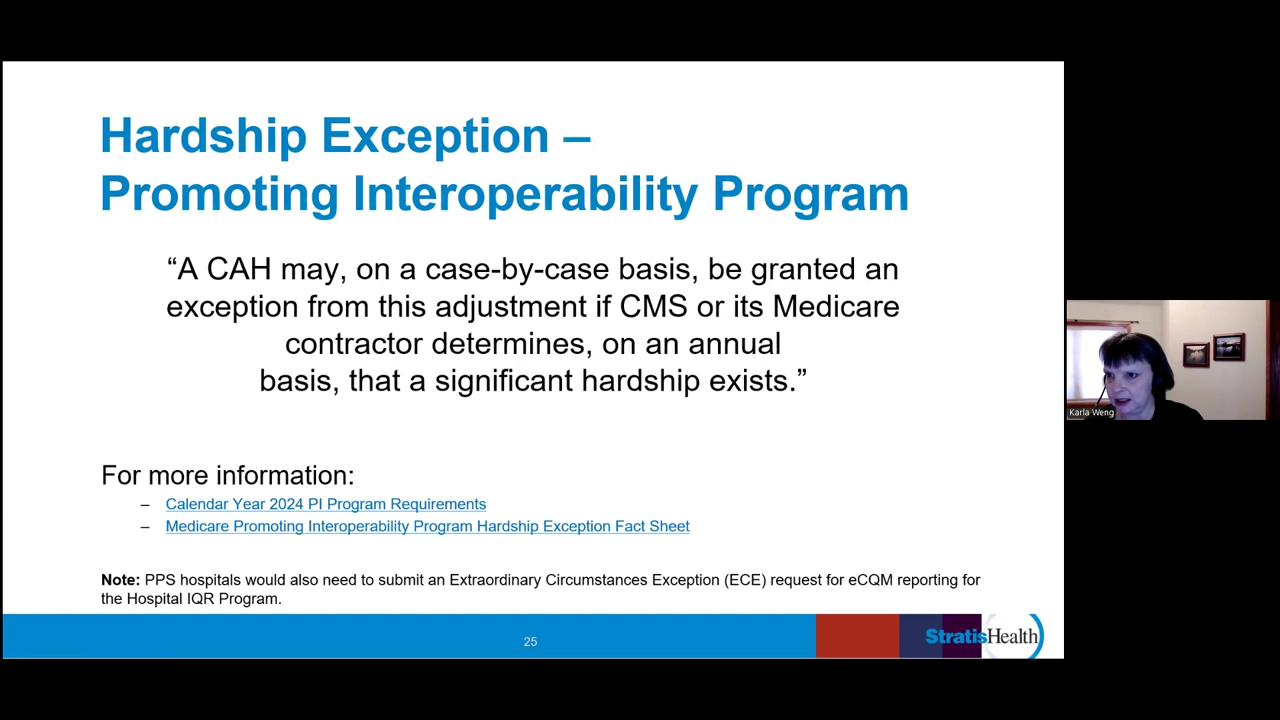 Hardship Exception –
Promoting Interoperability Program
“A CAH may, on a case-by-case basis, be granted an
exception from this adjustment if CMS or its Medicare
contractor determines, on an annual
basis, that a significant hardship exists.”
For more information:
– Calendar Year 2024 PI Program Requirements
– Medicare Promoting Interoperability Program Hardship Exception Fact Sheet
Note: PPS hospitals would also need to submit an Extraordinary Circumstances Exception (ECE) request for eCQM reporting for
the Hospital IQR Program.
25
StratisHealth
Karla Weng